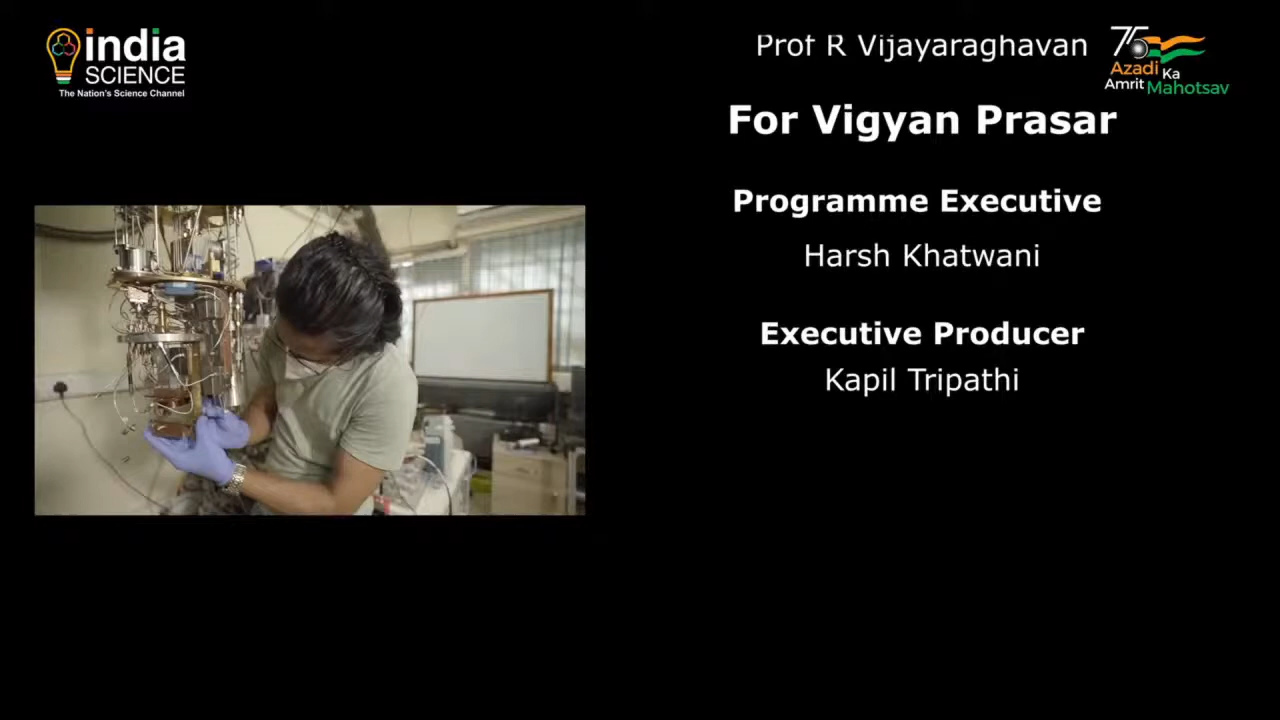 india
SCIENCE
The Nation's Science Channel
Prof R Vijayaraghavan
75
Azadi Ka
Amrit Mahotsav
For Vigyan Prasar
Programme Executive
Harsh Khatwani
Executive Producer
Kapil Tripathi